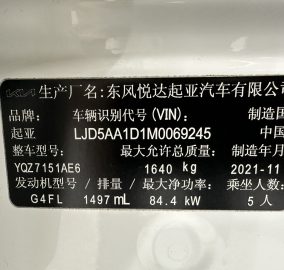 KIA 生产厂名:东风悦达起亚汽车有限公司
品牌: 车辆识别代号(VIN): 制造国
起亚 LJD5AA1D1M0069245 中国
整车型号: 最大允许总质量: 制造年月
YQZ7151AE6 1640 kg 2021-11
发动机型号 / 排量 / 最大净功率 乘坐人数
G4FL 1497 mL 84.4 kW 5 人